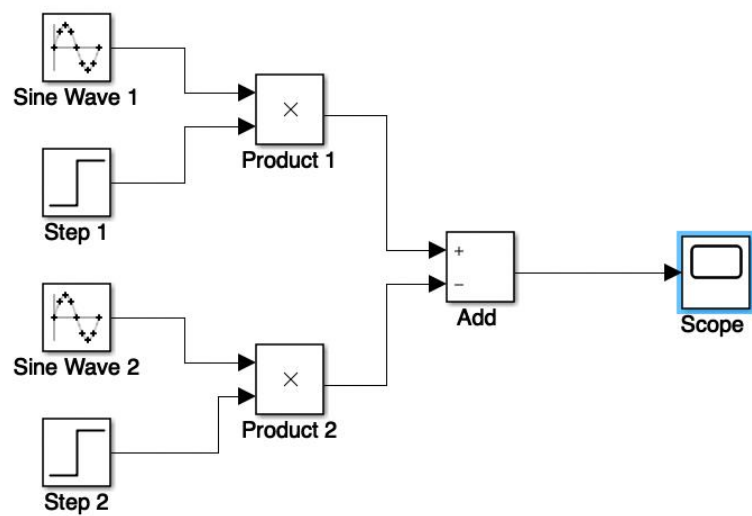 Sine Wave 1
×
Product 1
Step 1
+
−
Add
Scope
Sine Wave 2
×
Product 2
Step 2